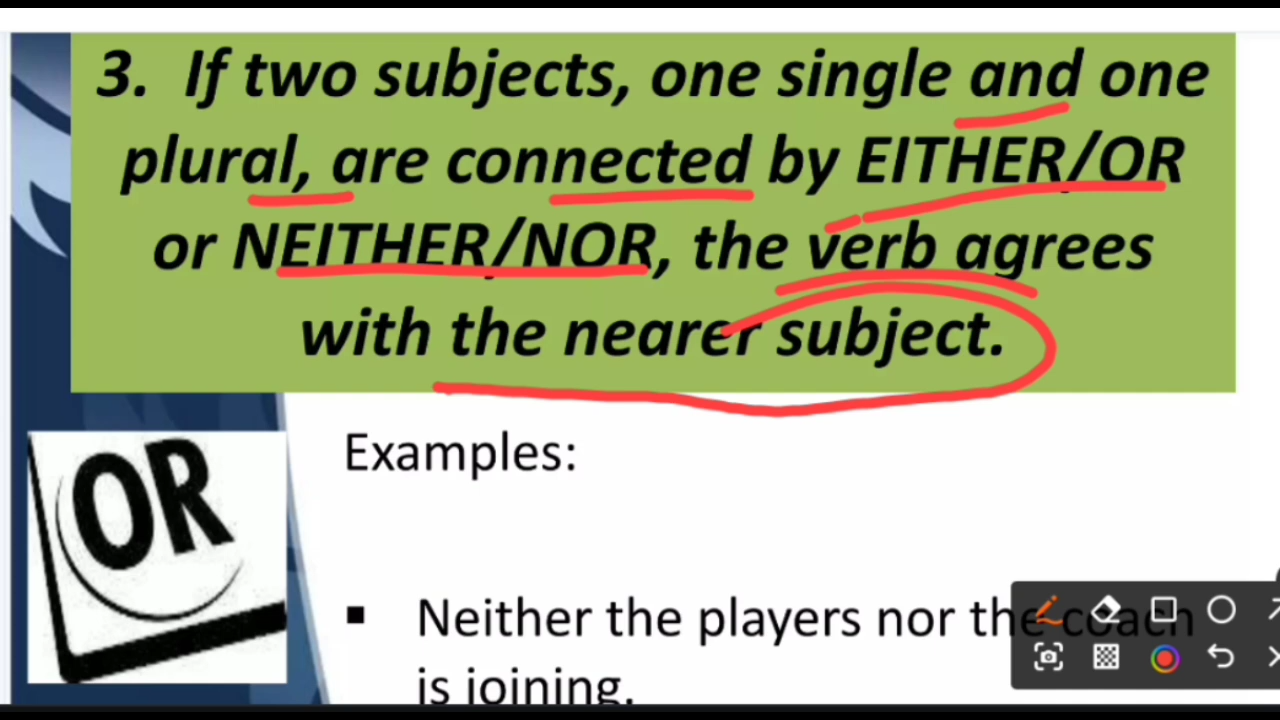 3. If two subjects, one single and one
plural, are connected by EITHER/OR
or NEITHER/NOR, the verb agrees
with the nearer subject.
Examples:
OR
▪ Neither the players nor the coach
is joining.